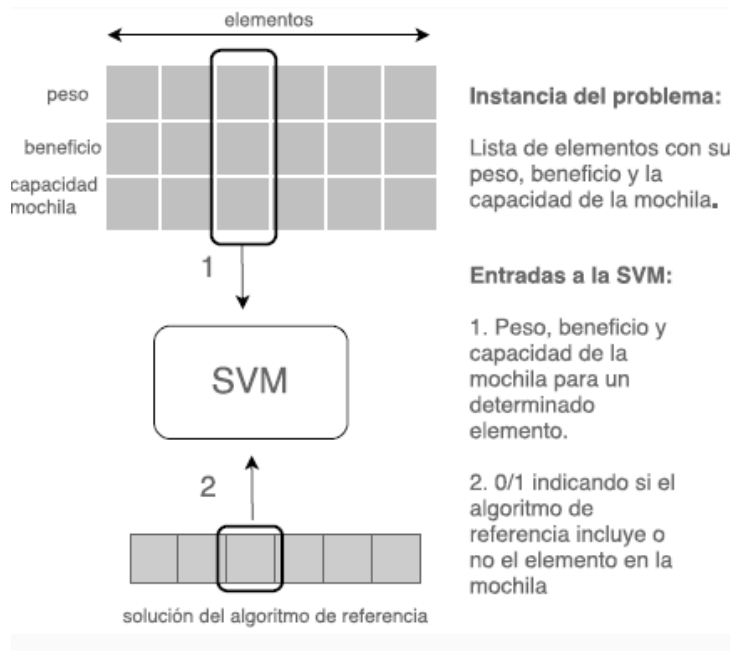 elementos
peso
beneficio
capacidad
mochila
1
SVM
2
solución del algoritmo de referencia
Instancia del problema:
Lista de elementos con su
peso, beneficio y la
capacidad de la mochila.
Entradas a la SVM:
1. Peso, beneficio y
capacidad de la
mochila para un
determinado
elemento.
2. 0/1 indicando si el
algoritmo de
referencia incluye o
no el elemento en la
mochila